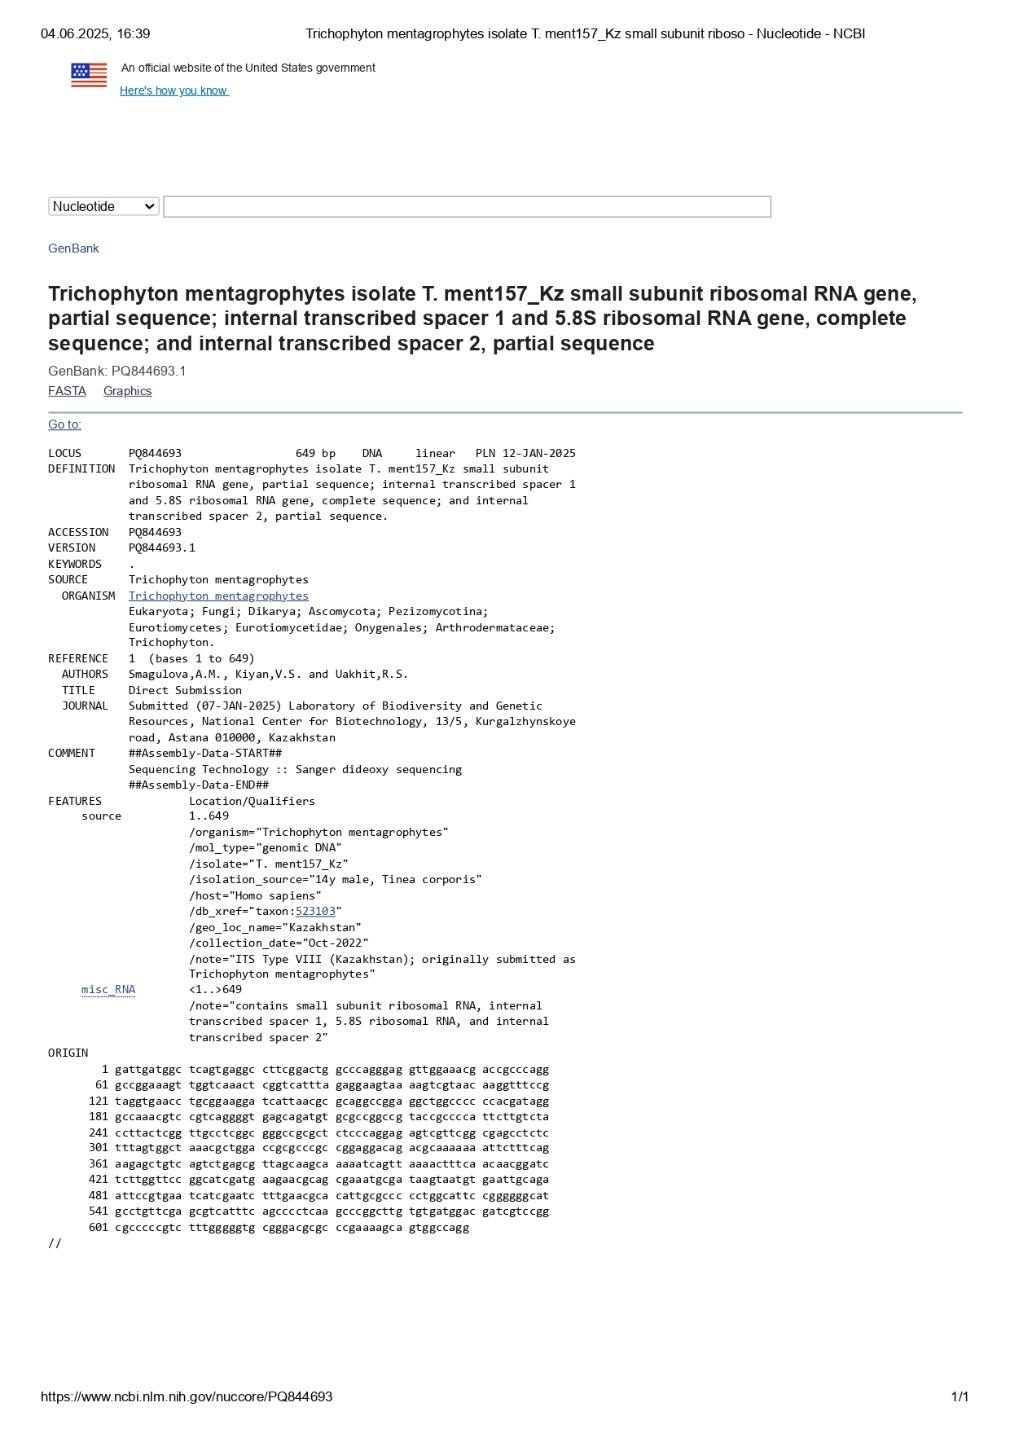 04.06.2025, 16:39 Trichophyton mentagrophytes isolate T. ment157_Kz small subunit riboso - Nucleotide - NCBI
An official website of the United States government
Here's how you know
Nucleotide
GenBank
Trichophyton mentagrophytes isolate T. ment157_Kz small subunit ribosomal RNA gene,
partial sequence; internal transcribed spacer 1 and 5.8S ribosomal RNA gene, complete
sequence; and internal transcribed spacer 2, partial sequence
GenBank: PQ844693.1
FASTA Graphics
Go to:
LOCUS PQ844693 649 bp DNA linear PLN 12-JAN-2025
DEFINITION Trichophyton mentagrophytes isolate T. ment157_Kz small subunit
ribosomal RNA gene, partial sequence; internal transcribed spacer 1
and 5.8S ribosomal RNA gene, complete sequence; and internal
transcribed spacer 2, partial sequence.
ACCESSION PQ844693
VERSION PQ844693.1
KEYWORDS .
SOURCE Trichophyton mentagrophytes
ORGANISM Trichophyton mentagrophytes
Eukaryota; Fungi; Dikarya; Ascomycota; Pezizomycotina;
Eurotiomycetes; Eurotiomycetidae; Onygenales; Arthrodermataceae;
Trichophyton.
REFERENCE 1 (bases 1 to 649)
AUTHORS Smagulova,A.M., Kiyan,V.S. and Uakhit,R.S.
TITLE Direct Submission
JOURNAL Submitted (07-JAN-2025) Laboratory of Biodiversity and Genetic
Resources, National Center for Biotechnology, 13/5, Kurgalzhynskoye
road, Astana 010000, Kazakhstan
COMMENT ##Assembly-Data-START##
Sequencing Technology :: Sanger dideoxy sequencing
##Assembly-Data-END##
FEATURES Location/Qualifiers
source 1..649
/organism="Trichophyton mentagrophytes"
/mol_type="genomic DNA"
/isolate="T. ment157_Kz"
/isolation_source="14y male, Tinea corporis"
/host="Homo sapiens"
/db_xref="taxon:523103"
/geo_loc_name="Kazakhstan"
/collection_date="Oct-2022"
/note="ITS Type VIII (Kazakhstan); originally submitted as
Trichophyton mentagrophytes"
misc_RNA <1..>649
/note="contains small subunit ribosomal RNA, internal
transcribed spacer 1, 5.8S ribosomal RNA, and internal
transcribed spacer 2"
ORIGIN
1 gattgatggc tcagtgaggc cttcggactg gcccagggag gttggaaacg accgcccagg
61 gccggaaagt tggtcaaact cggtcattta gaggaagtaa aagtcgtaac aaggtttccg
121 taggtgaacc tgcggaagga tcattaacgc gcaggccgga ggctggcccc ccacgatagg
181 gccaaacgtc cgtcaggggt gagcagatgt gcgccggccg taccgcccca ttcttgtcta
241 ccttactcgg ttgcctcggc gggccgcgct ctcccaggag agtcgttcgg cgagcctctc
301 tttagtggct aaacgctgga ccgcgcccgc cggaggacag acgcaaaaaa attctttcag
361 aagagctgtc agtctgagcg ttagcaagca aaaatcagtt aaaactttca acaacggatc
421 tcttggttcc ggcatcgatg aagaacgcag cgaaatgcga taagtaatgt gaattgcaga
481 attccgtgaa tcatcgaatc tttgaacgca cattgcgccc cctggcattc cggggggcat
541 gcctgttcga gcgtcatttc agcccctcaa gcccggcttg tgtgatggac gatcgtccgg
601 cgcccccgtc tttgggggtg cgggacgcgc ccgaaaagca gtggccagg
//
https://www.ncbi.nlm.nih.gov/nuccore/PQ844693 1/1